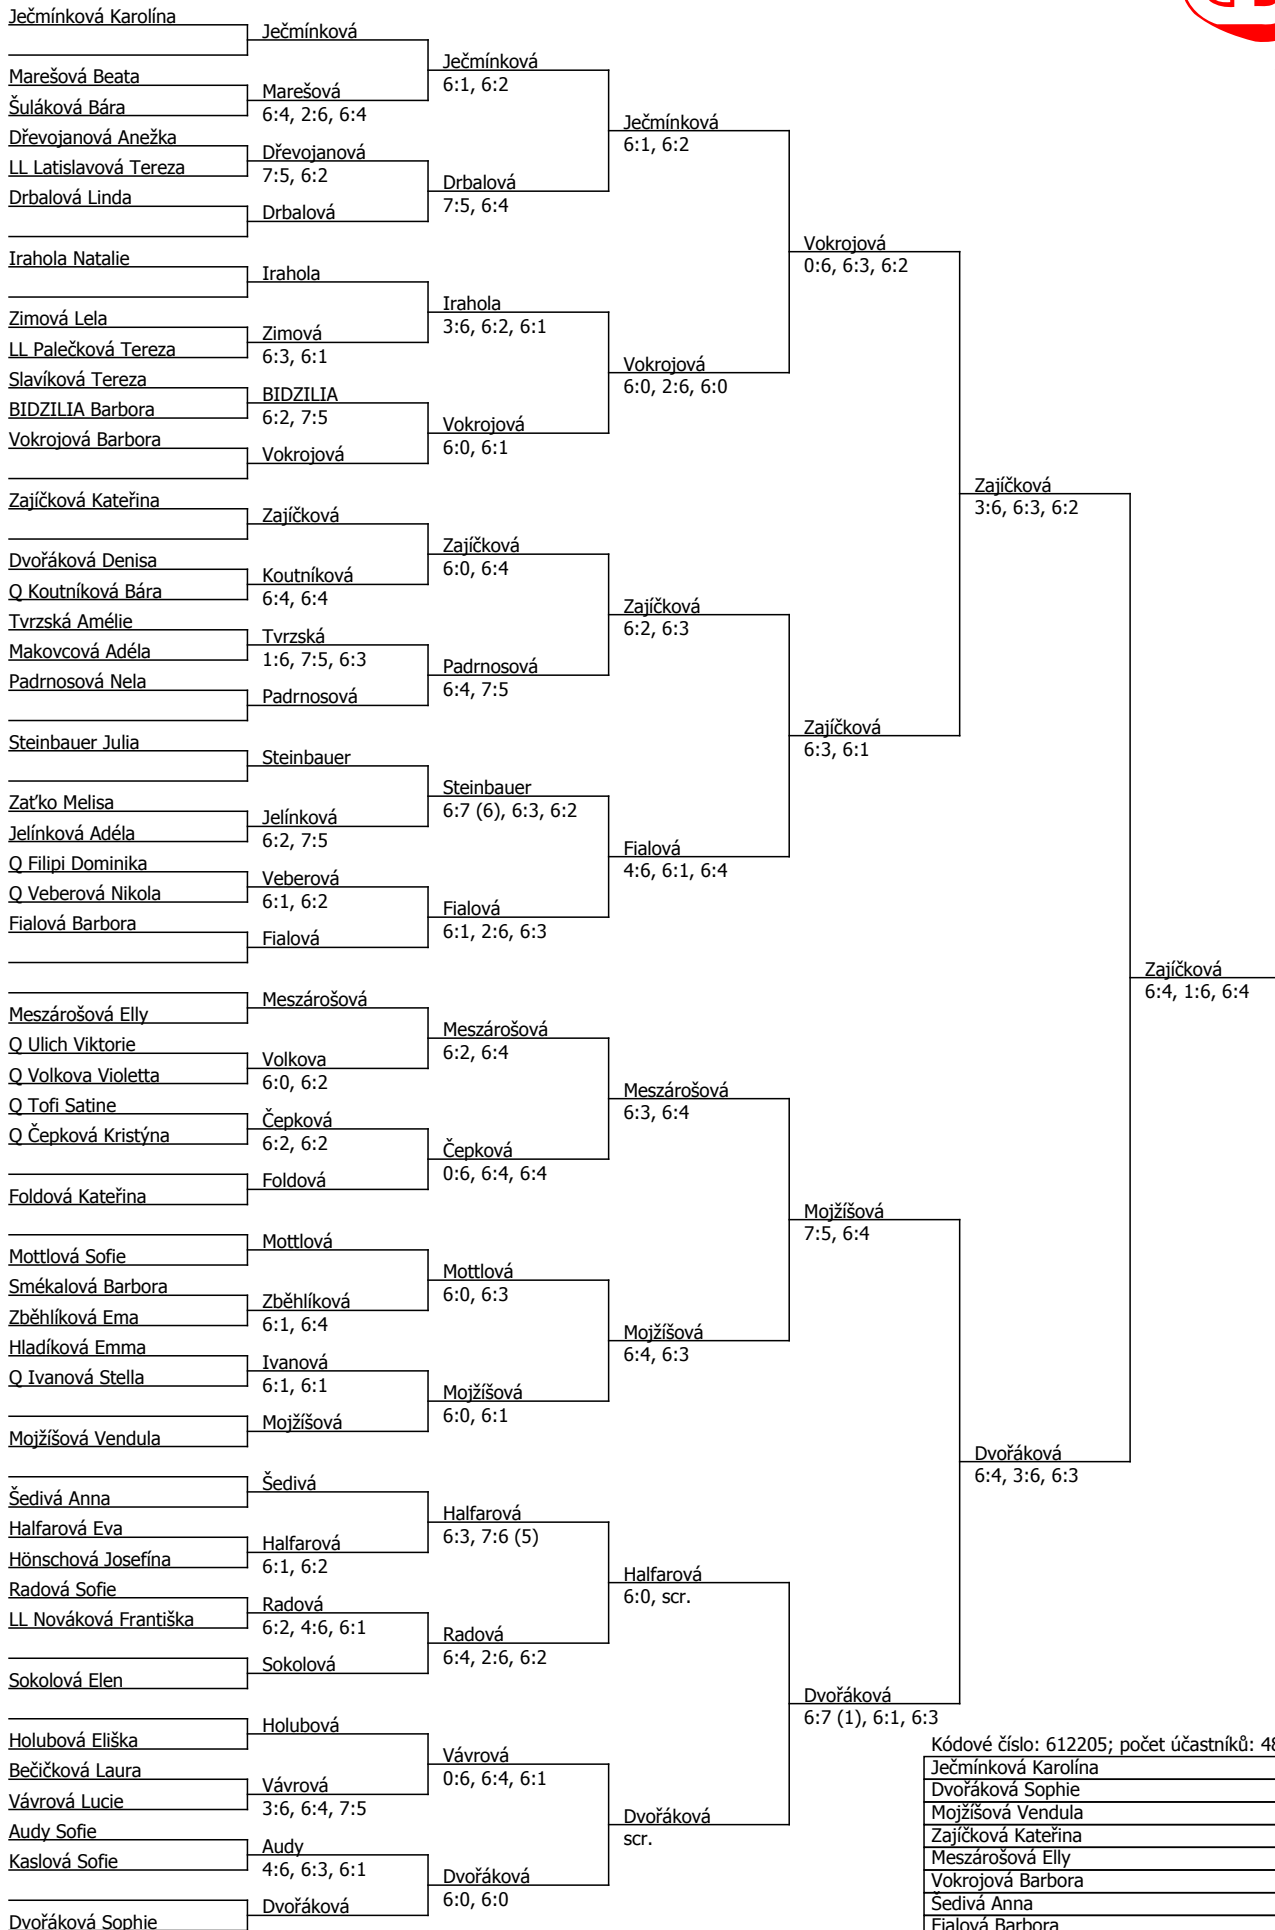 Ječmínková Karolína
Marešová Beata
Šuláková Bára
Dřevojanová Anežka
LL Latislavová Tereza
Drbalová Linda
Irahola Natalie
Zimová Lela
LL Palečková Tereza
Slavíková Tereza
BIDZILIA Barbora
Vokrojová Barbora
Zajíčková Kateřina
Dvořáková Denisa
Q Koutníková Bára
Tvrzská Amélie
Makovcová Adéla
Padrnosová Nela
Steinbauer Julia
Zaťko Melisa
Jelínková Adéla
Q Filipi Dominika
Q Veberová Nikola
Fialová Barbora
Meszárošová Elly
Q Ulich Viktorie
Q Volkova Violetta
Q Tofi Satine
Q Čepková Kristýna
Foldová Kateřina
Mottlová Sofie
Smékalová Barbora
Zběhlíková Ema
Hladíková Emma
Q Ivanová Stella
Mojžíšová Vendula
Šedivá Anna
Halfarová Eva
Hönschová Josefína
Radová Sofie
LL Nováková Františka
Sokolová Elen
Holubová Eliška
Bečičková Laura
Vávrová Lucie
Audy Sofie
Kaslová Sofie
Dvořáková Sophie
Ječmínková
Marešová
6:4, 2:6, 6:4
Dřevojanová
7:5, 6:2
Drbalová
Irahola
Zimová
6:3, 6:1
BIDZILIA
6:2, 7:5
Vokrojová
Zajíčková
Koutníková
6:4, 6:4
Tvrzská
1:6, 7:5, 6:3
Padrnosová
Steinbauer
Jelínková
6:2, 7:5
Veberová
6:1, 6:2
Fialová
Meszárošová
Volkova
6:0, 6:2
Čepková
6:2, 6:2
Foldová
Mottlová
Zběhlíková
6:1, 6:4
Ivanová
6:1, 6:1
Mojžíšová
Šedivá
Halfarová
6:1, 6:2
Radová
6:2, 4:6, 6:1
Sokolová
Holubová
Vávrová
3:6, 6:4, 7:5
Audy
4:6, 6:3, 6:1
Dvořáková
Ječmínková
6:1, 6:2
Drbalová
7:5, 6:4
Irahola
3:6, 6:2, 6:1
Vokrojová
6:0, 6:1
Zajíčková
6:0, 6:4
Padrnosová
6:4, 7:5
Steinbauer
6:7 (6), 6:3, 6:2
Fialová
6:1, 2:6, 6:3
Meszárošová
6:2, 6:4
Čepková
0:6, 6:4, 6:4
Mottlová
6:0, 6:3
Mojžíšová
6:0, 6:1
Halfarová
6:3, 7:6 (5)
Radová
6:4, 2:6, 6:2
Vávrová
0:6, 6:4, 6:1
Dvořáková
6:0, 6:0
Ječmínková
6:1, 6:2
Vokrojová
6:0, 2:6, 6:0
Zajíčková
6:2, 6:3
Fialová
4:6, 6:1, 6:4
Meszárošová
6:3, 6:4
Mojžíšová
6:4, 6:3
Halfarová
6:0, scr.
Dvořáková
scr.
Vokrojová
0:6, 6:3, 6:2
Zajíčková
6:3, 6:1
Mojžíšová
7:5, 6:4
Dvořáková
6:7 (1), 6:1, 6:3
Zajíčková
3:6, 6:3, 6:2
Dvořáková
6:4, 3:6, 6:3
Zajíčková
6:4, 1:6, 6:4
Kódové číslo: 612205; počet účastníků: 48
Ječmínková Karolína
Dvořáková Sophie
Mojžíšová Vendula
Zajíčková Kateřina
Meszárošová Elly
Vokrojová Barbora
Šedivá Anna
Fialová Barbora